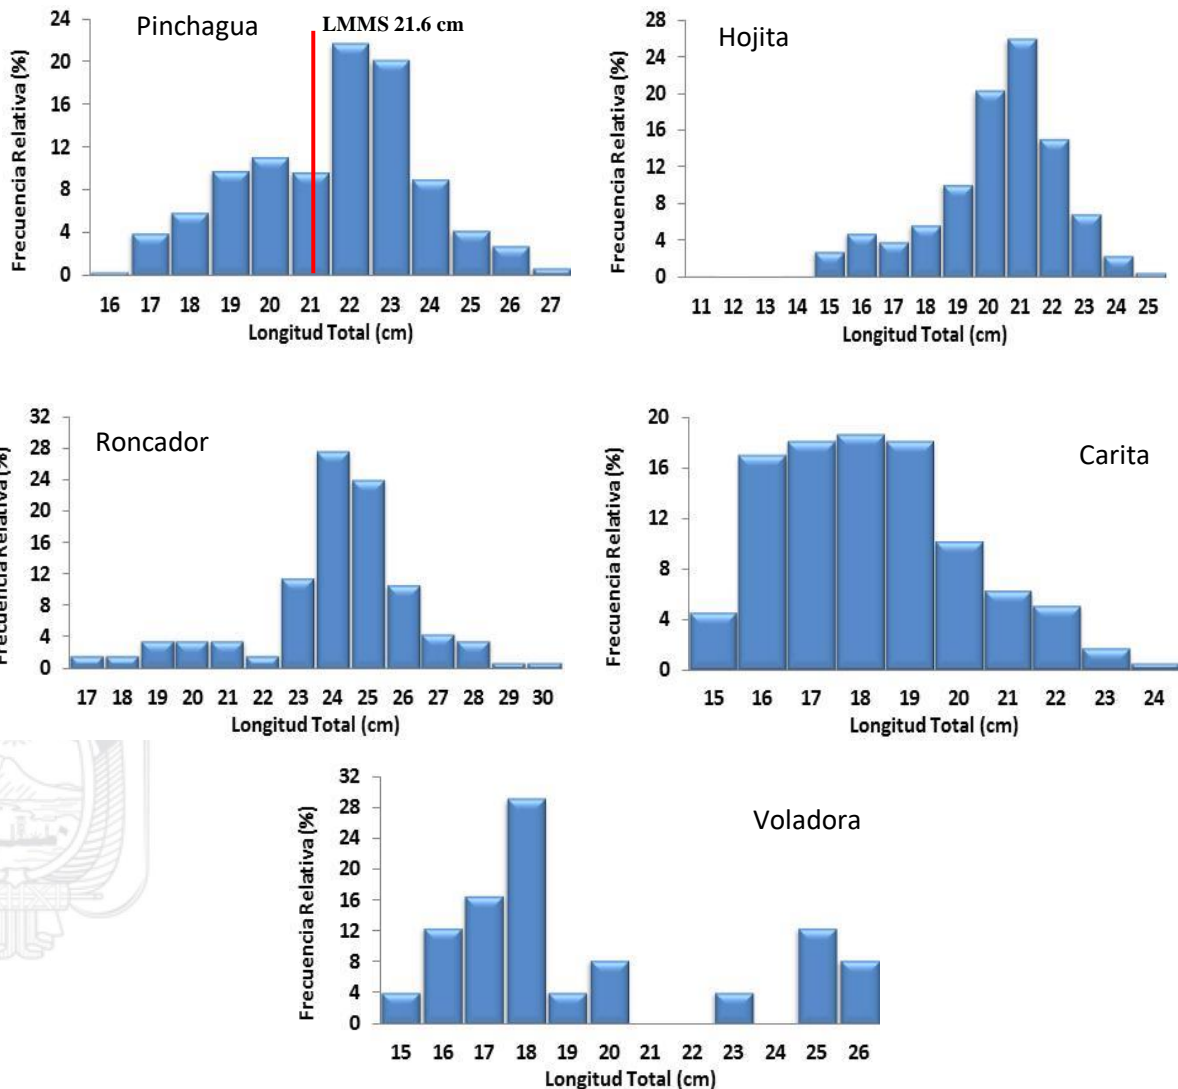 Pinchagua
LMMS 21.6 cm
Frecuencia Relativa (%)
24
20
16
12
8
4
0
16 17 18 19 20 21 22 23 24 25 26 27
Longitud Total (cm)
Hojita
Frecuencia Relativa (%)
28
24
20
16
12
8
4
0
11 12 13 14 15 16 17 18 19 20 21 22 23 24 25
Longitud Total (cm)
Roncador
Frecuencia Relativa (%)
32
28
24
20
16
12
8
4
0
17 18 19 20 21 22 23 24 25 26 27 28 29 30
Longitud Total (cm)
Carita
Frecuencia Relativa (%)
20
16
12
8
4
0
15 16 17 18 19 20 21 22 23 24
Longitud Total (cm)
Voladora
Frecuencia Relativa (%)
32
28
24
20
16
12
8
4
0
15 16 17 18 19 20 21 22 23 24 25 26
Longitud Total (cm)